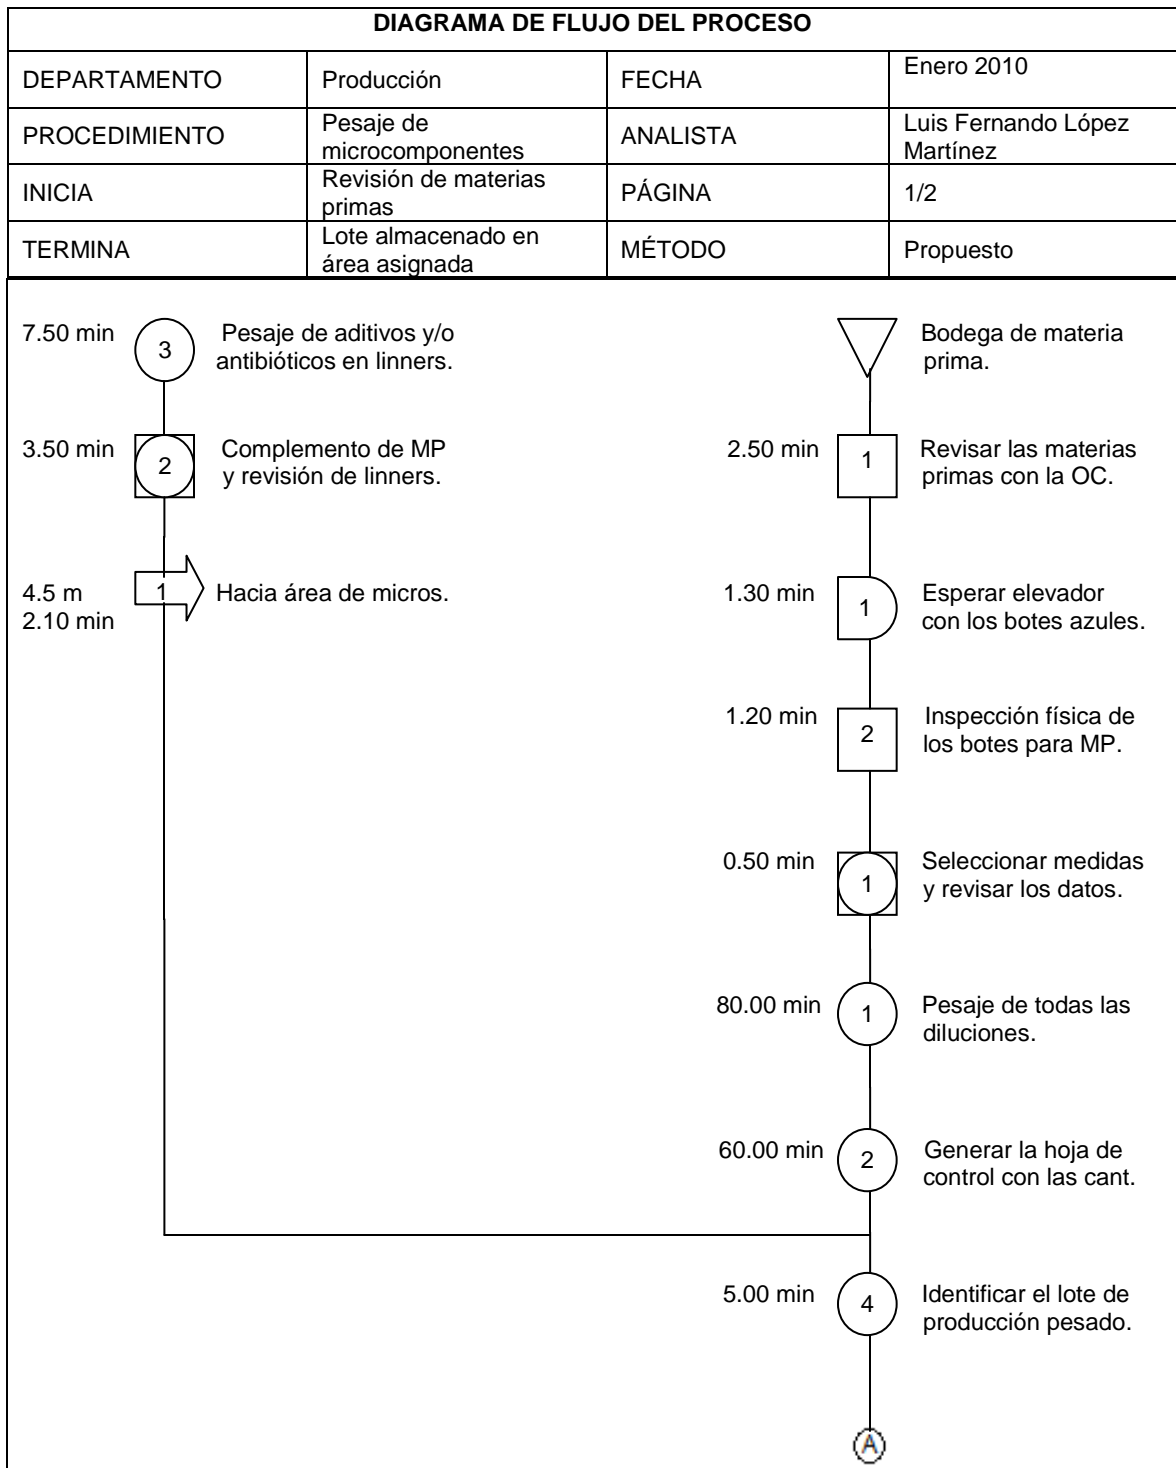 DIAGRAMA DE FLUJO DEL PROCESO
DEPARTAMENTO
Producción
FECHA
Enero 2010
PROCEDIMIENTO
Pesaje de
microcomponentes
ANALISTA
Luis Fernando López
Martínez
INICIA
Revisión de materias
primas
PÁGINA
1/2
TERMINA
Lote almacenado en
área asignada
MÉTODO
Propuesto
7.50 min
3
Pesaje de aditivos y/o
antibióticos en linners.
3.50 min
2
Complemento de MP
y revisión de linners.
4.5 m
2.10 min
1
Hacia área de micros.
Bodega de materia
prima.
2.50 min
1
Revisar las materias
primas con la OC.
1.30 min
1
Esperar elevador
con los botes azules.
1.20 min
2
Inspección física de
los botes para MP.
0.50 min
1
Seleccionar medidas
y revisar los datos.
80.00 min
1
Pesaje de todas las
diluciones.
60.00 min
2
Generar la hoja de
control con las cant.
5.00 min
4
Identificar el lote de
producción pesado.
A